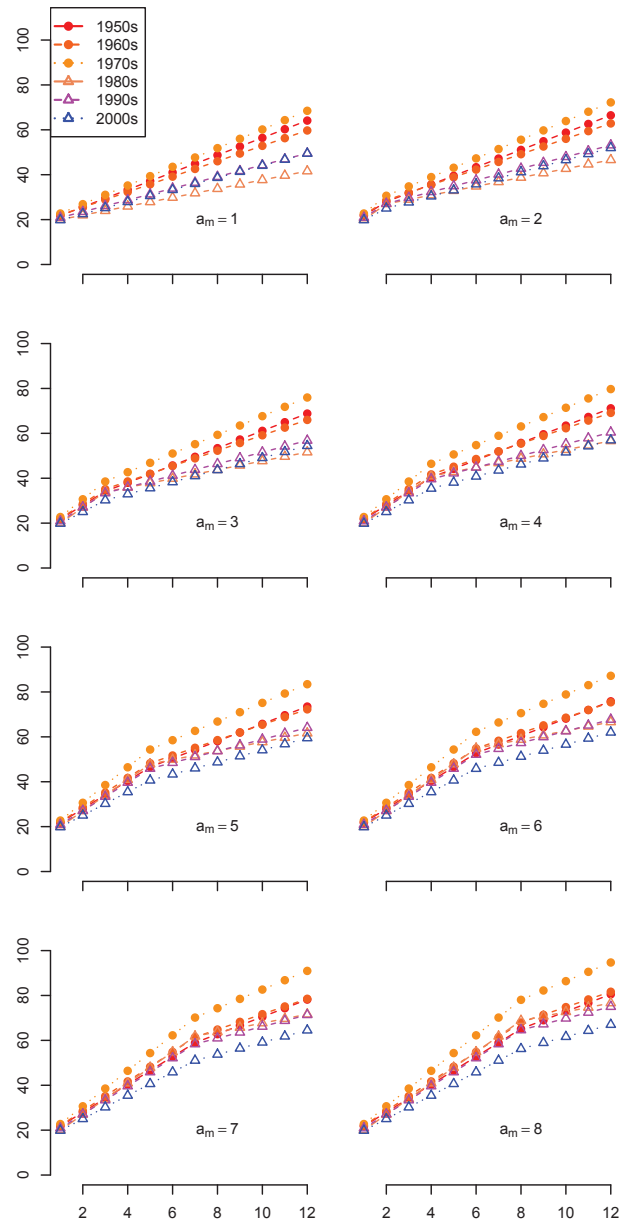 1950s
1960s
1970s
1980s
1990s
2000s
0 20 40 60 80 100
a_m = 1
a_m = 2
0 20 40 60 80 100
a_m = 3
a_m = 4
0 20 40 60 80 100
a_m = 5
a_m = 6
0 20 40 60 80 100
a_m = 7
a_m = 8
2 4 6 8 10 12
2 4 6 8 10 12